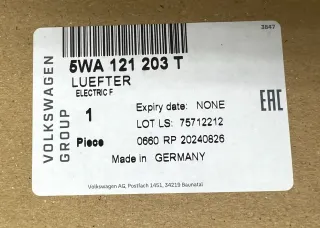 3847
5WA 121 203 T
LUEFTER
ELECTRIC F
VOLKSWAGEN
GROUP
1
Piece
Expiry date: NONE
LOT LS: 75712212
0660 RP 20240826
Made in GERMANY
EAC
Volkswagen AG, Postfach 1451, 34219 Baunatal